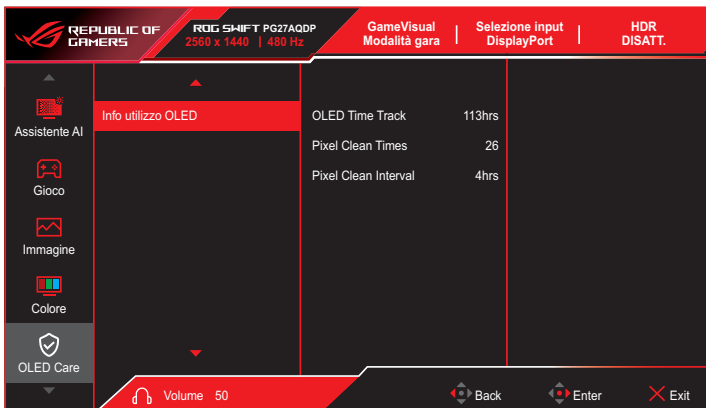 REPUBLIC OF
GAMERS
ROG SWIFT PG27AQDP
2560 x 1440 | 480 Hz
GameVisual
Modalità gara
Selezione input
DisplayPort
HDR
DISATT.
Assistente AI
Gioco
Immagine
Colore
OLED Care
Info utilizzo OLED
OLED Time Track 113hrs
Pixel Clean Times 26
Pixel Clean Interval 4hrs
Volume 50
Back
Enter
Exit